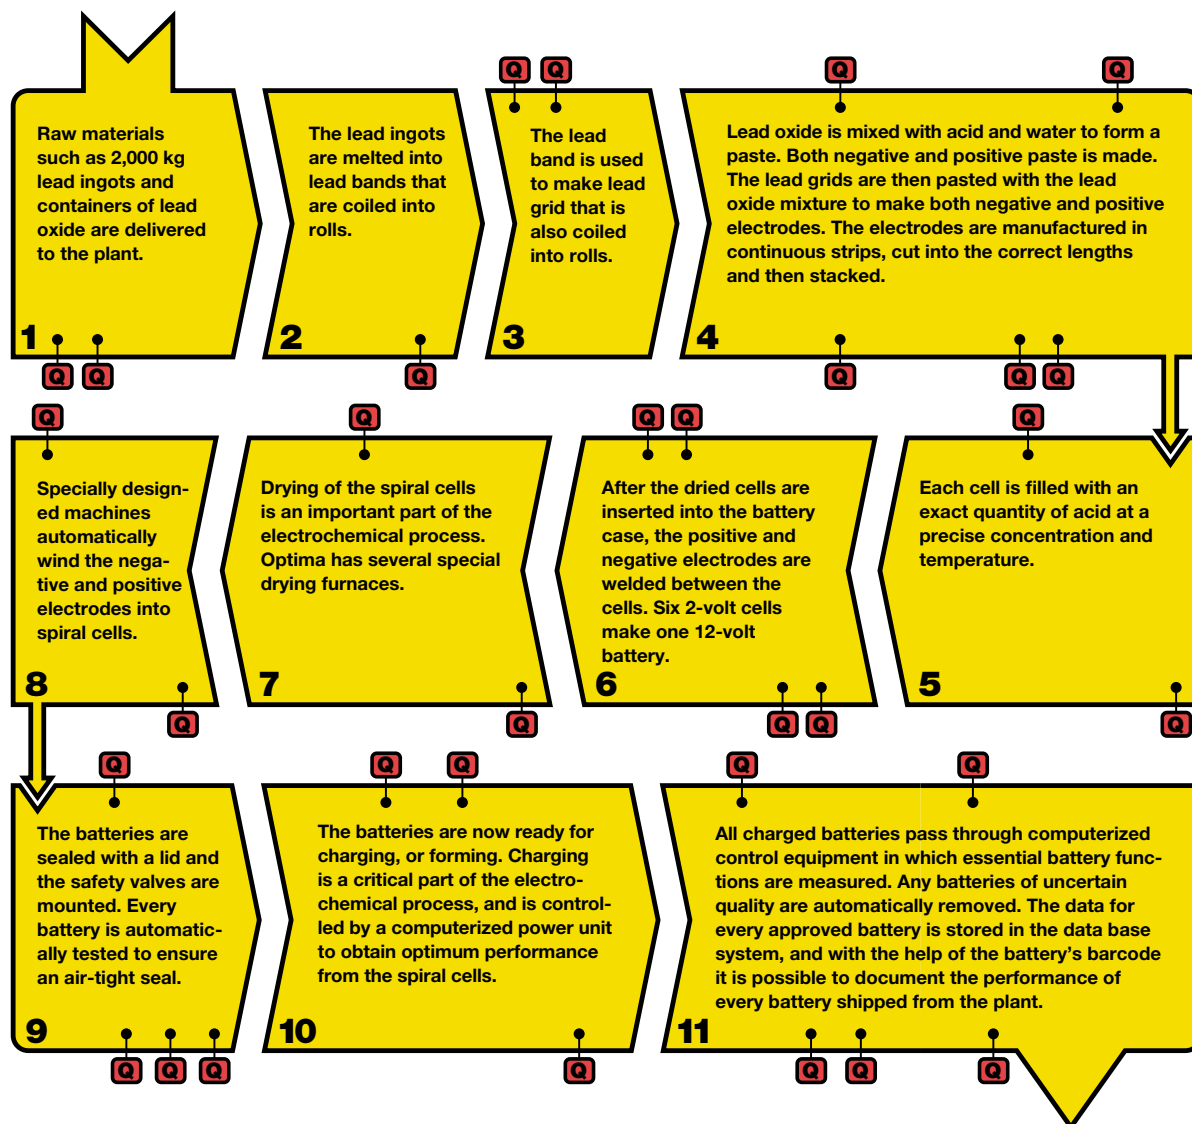 Q Q Q Q
Raw materials
such as 2,000 kg
lead ingots and
containers of lead
oxide are delivered
to the plant.
1
The lead ingots
are melted into
lead bands that
are coiled into
rolls.
2
The lead
band is used
to make lead
grid that is
also coiled
into rolls.
3
Lead oxide is mixed with acid and water to form a
paste. Both negative and positive paste is made.
The lead grids are then pasted with the lead
oxide mixture to make both negative and positive
electrodes. The electrodes are manufactured in
continuous strips, cut into the correct lengths
and then stacked.
4
Q Q Q Q Q Q
Q Q Q Q Q
Specially design-
ed machines
automatically
wind the nega-
tive and positive
electrodes into
spiral cells.
8
Drying of the spiral cells
is an important part of the
electrochemical process.
Optima has several special
drying furnaces.
7
After the dried cells are
inserted into the battery
case, the positive and
negative electrodes are
welded between the
cells. Six 2-volt cells
make one 12-volt
battery.
6
Each cell is filled with an
exact quantity of acid at a
precise concentration and
temperature.
5
Q Q Q Q Q
Q Q Q Q Q
The batteries are
sealed with a lid and
the safety valves are
mounted. Every
battery is automatic-
ally tested to ensure
an air-tight seal.
9
The batteries are now ready for
charging, or forming. Charging
is a critical part of the electro-
chemical process, and is control-
led by a computerized power unit
to obtain optimum performance
from the spiral cells.
10
All charged batteries pass through computerized
control equipment in which essential battery func-
tions are measured. Any batteries of uncertain
quality are automatically removed. The data for
every approved battery is stored in the data base
system, and with the help of the battery's barcode
it is possible to document the performance of
every battery shipped from the plant.
11
Q Q Q Q Q Q Q